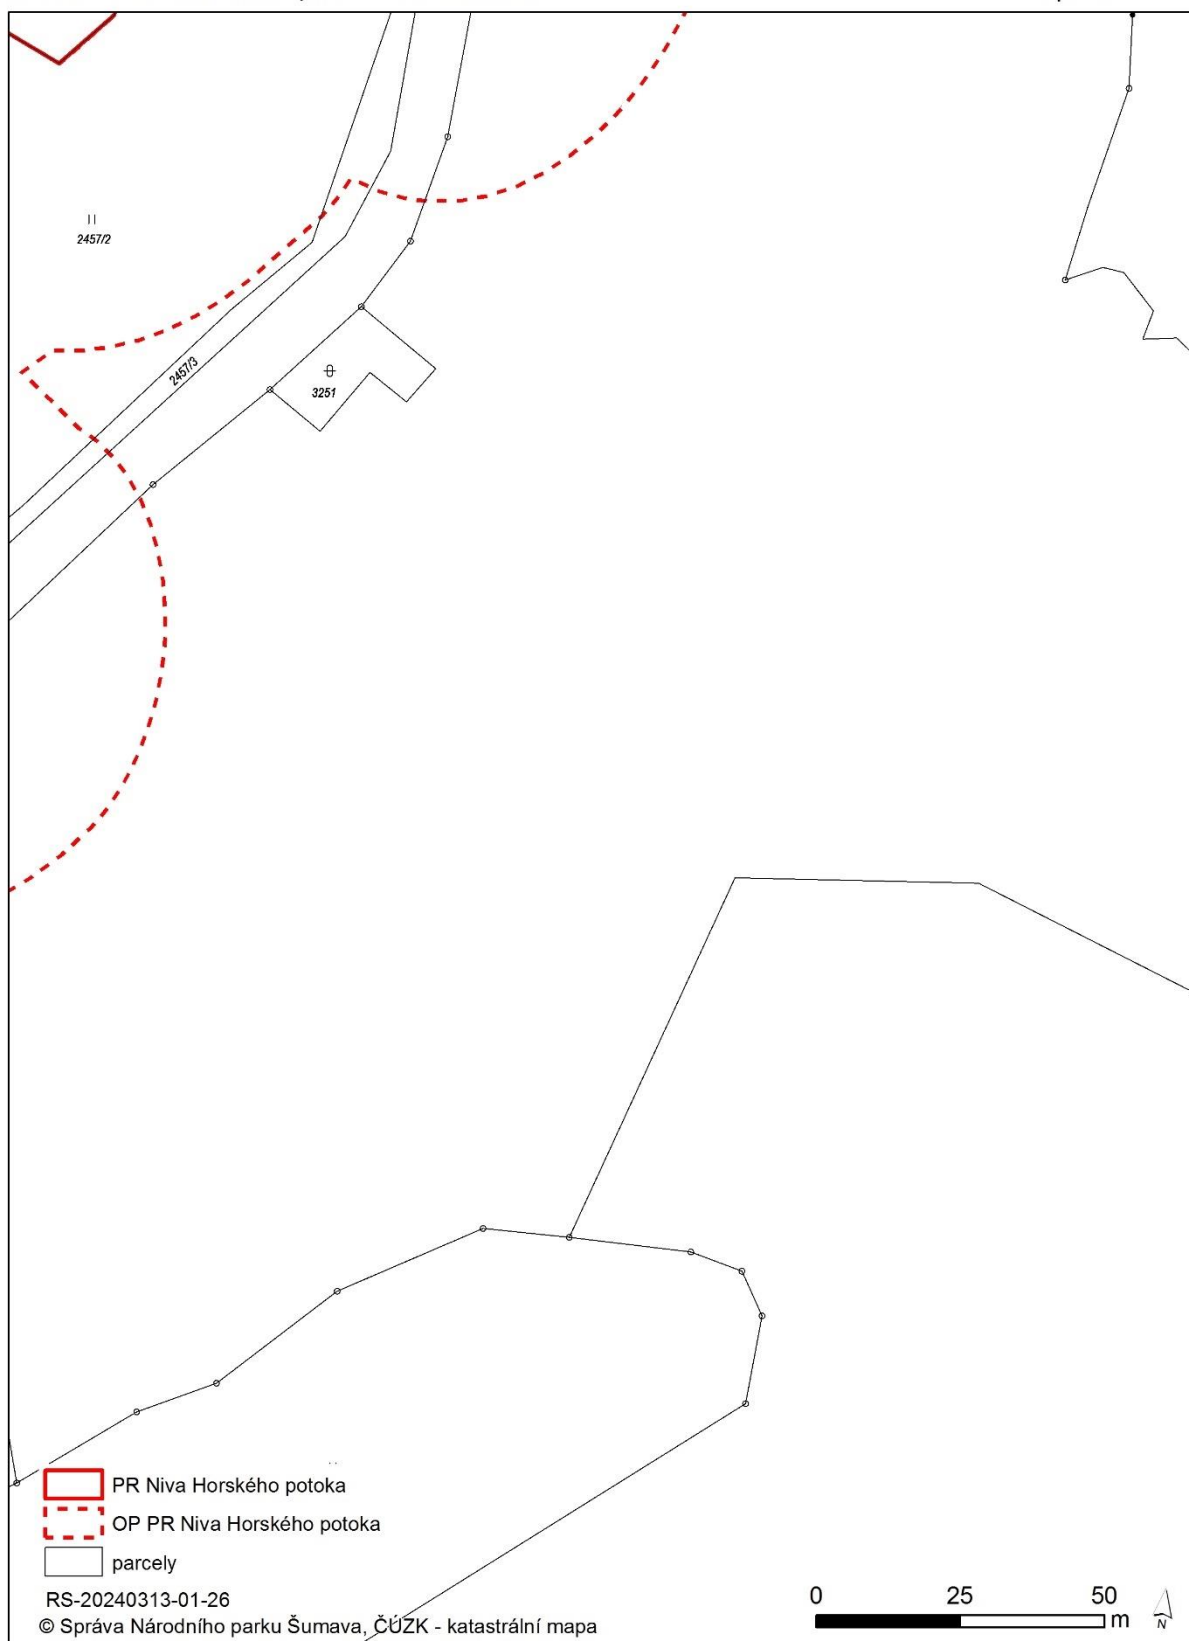 2457/2
2457/3
3251
PR Niva Horského potoka
OP PR Niva Horského potoka
parcely
RS-20240313-01-26
© Správa Národního parku Šumava, ČÚZK - katastrální mapa
0 25 50
m
N